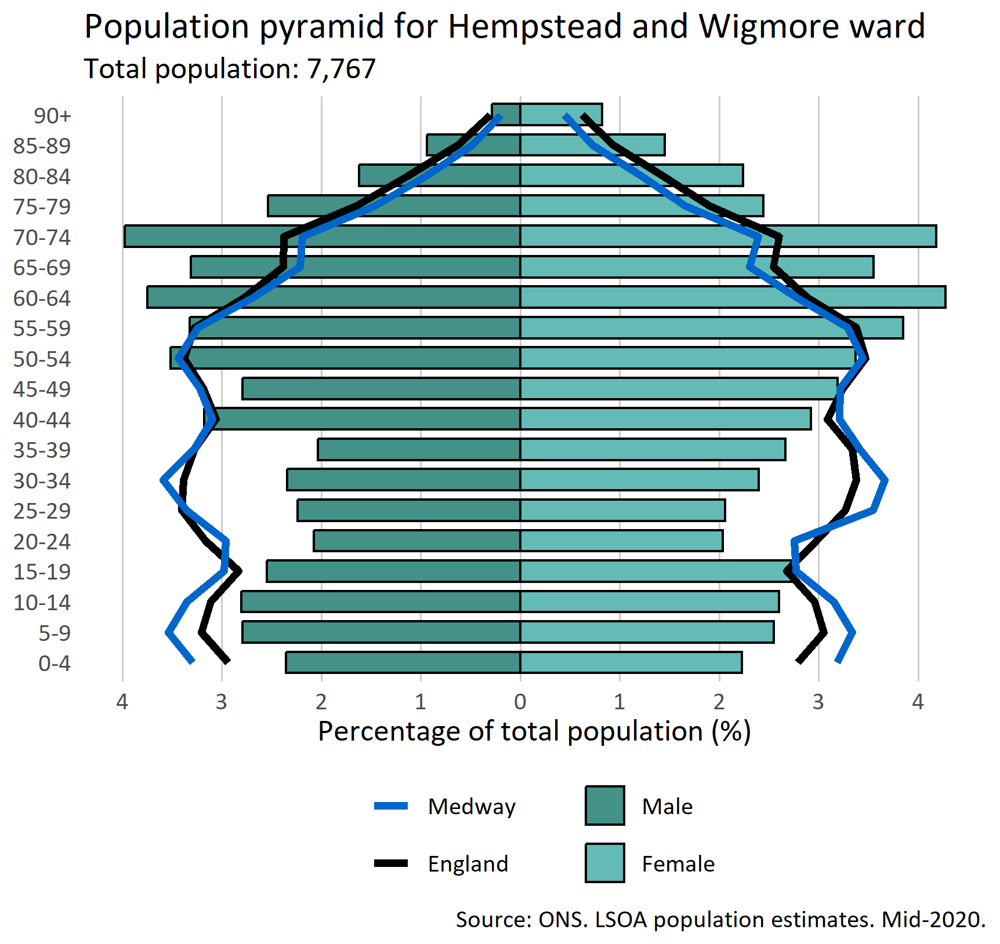 Population pyramid for Hempstead and Wigmore ward
Total population: 7,767
90+
85-89
80-84
75-79
70-74
65-69
60-64
55-59
50-54
45-49
40-44
35-39
30-34
25-29
20-24
15-19
10-14
5-9
0-4
4 3 2 1 0 1 2 3 4
Percentage of total population (%)
Medway Male
England Female
Source: ONS. LSOA population estimates. Mid-2020.